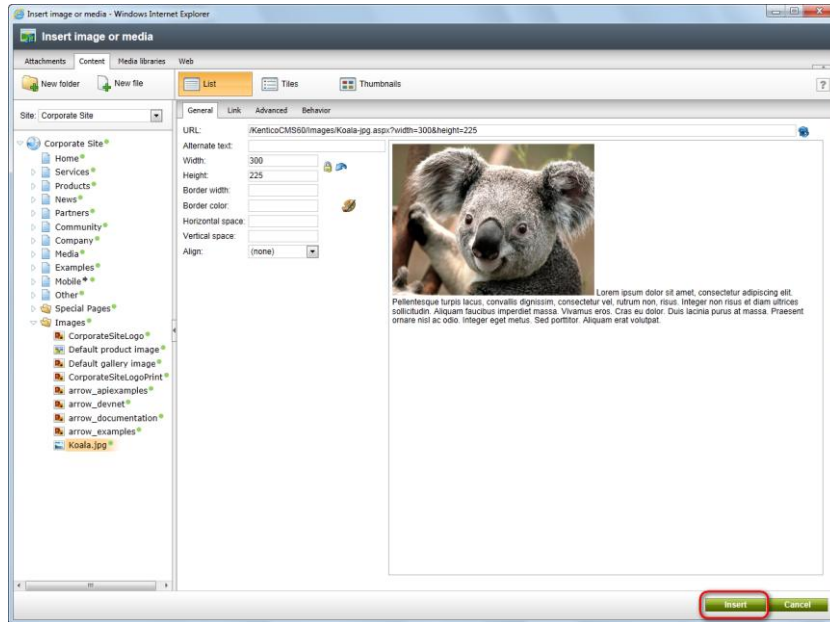 Insert image or media - Windows Internet Explorer
Insert image or media
Attachments Content Media libraries Web
New folder New file List Tiles Thumbnails ?
Site: Corporate Site
General Link Advanced Behavior
URL: /KenticoCMS60/Images/Koala-jpg.aspx?width=300&height=225
Alternate text:
Width: 300
Height: 225
Border width:
Border color:
Horizontal space:
Vertical space:
Align: (none)
Corporate Site
Home
Services
Products
News
Partners
Community
Company
Media
Examples
Mobile
Other
Special Pages
Images
CorporateSiteLogo
Default product image
Default gallery image
CorporateSiteLogoPrint
arrow_apiexamples
arrow_devnet
arrow_documentation
arrow_examples
Koala.jpg
Lorem ipsum dolor sit amet, consectetur adipiscing elit.
Pellentesque turpis lacus, convallis dignissim, consectetur vel, rutrum non, risus. Integer non risus et diam ultrices
sollicitudin. Aliquam faucibus imperdiet massa. Vivamus eros. Cras eu dolor. Duis lacinia purus at massa. Praesent
ornare nisl ac odio. Integer eget metus. Sed porttitor. Aliquam erat volutpat.
Insert Cancel